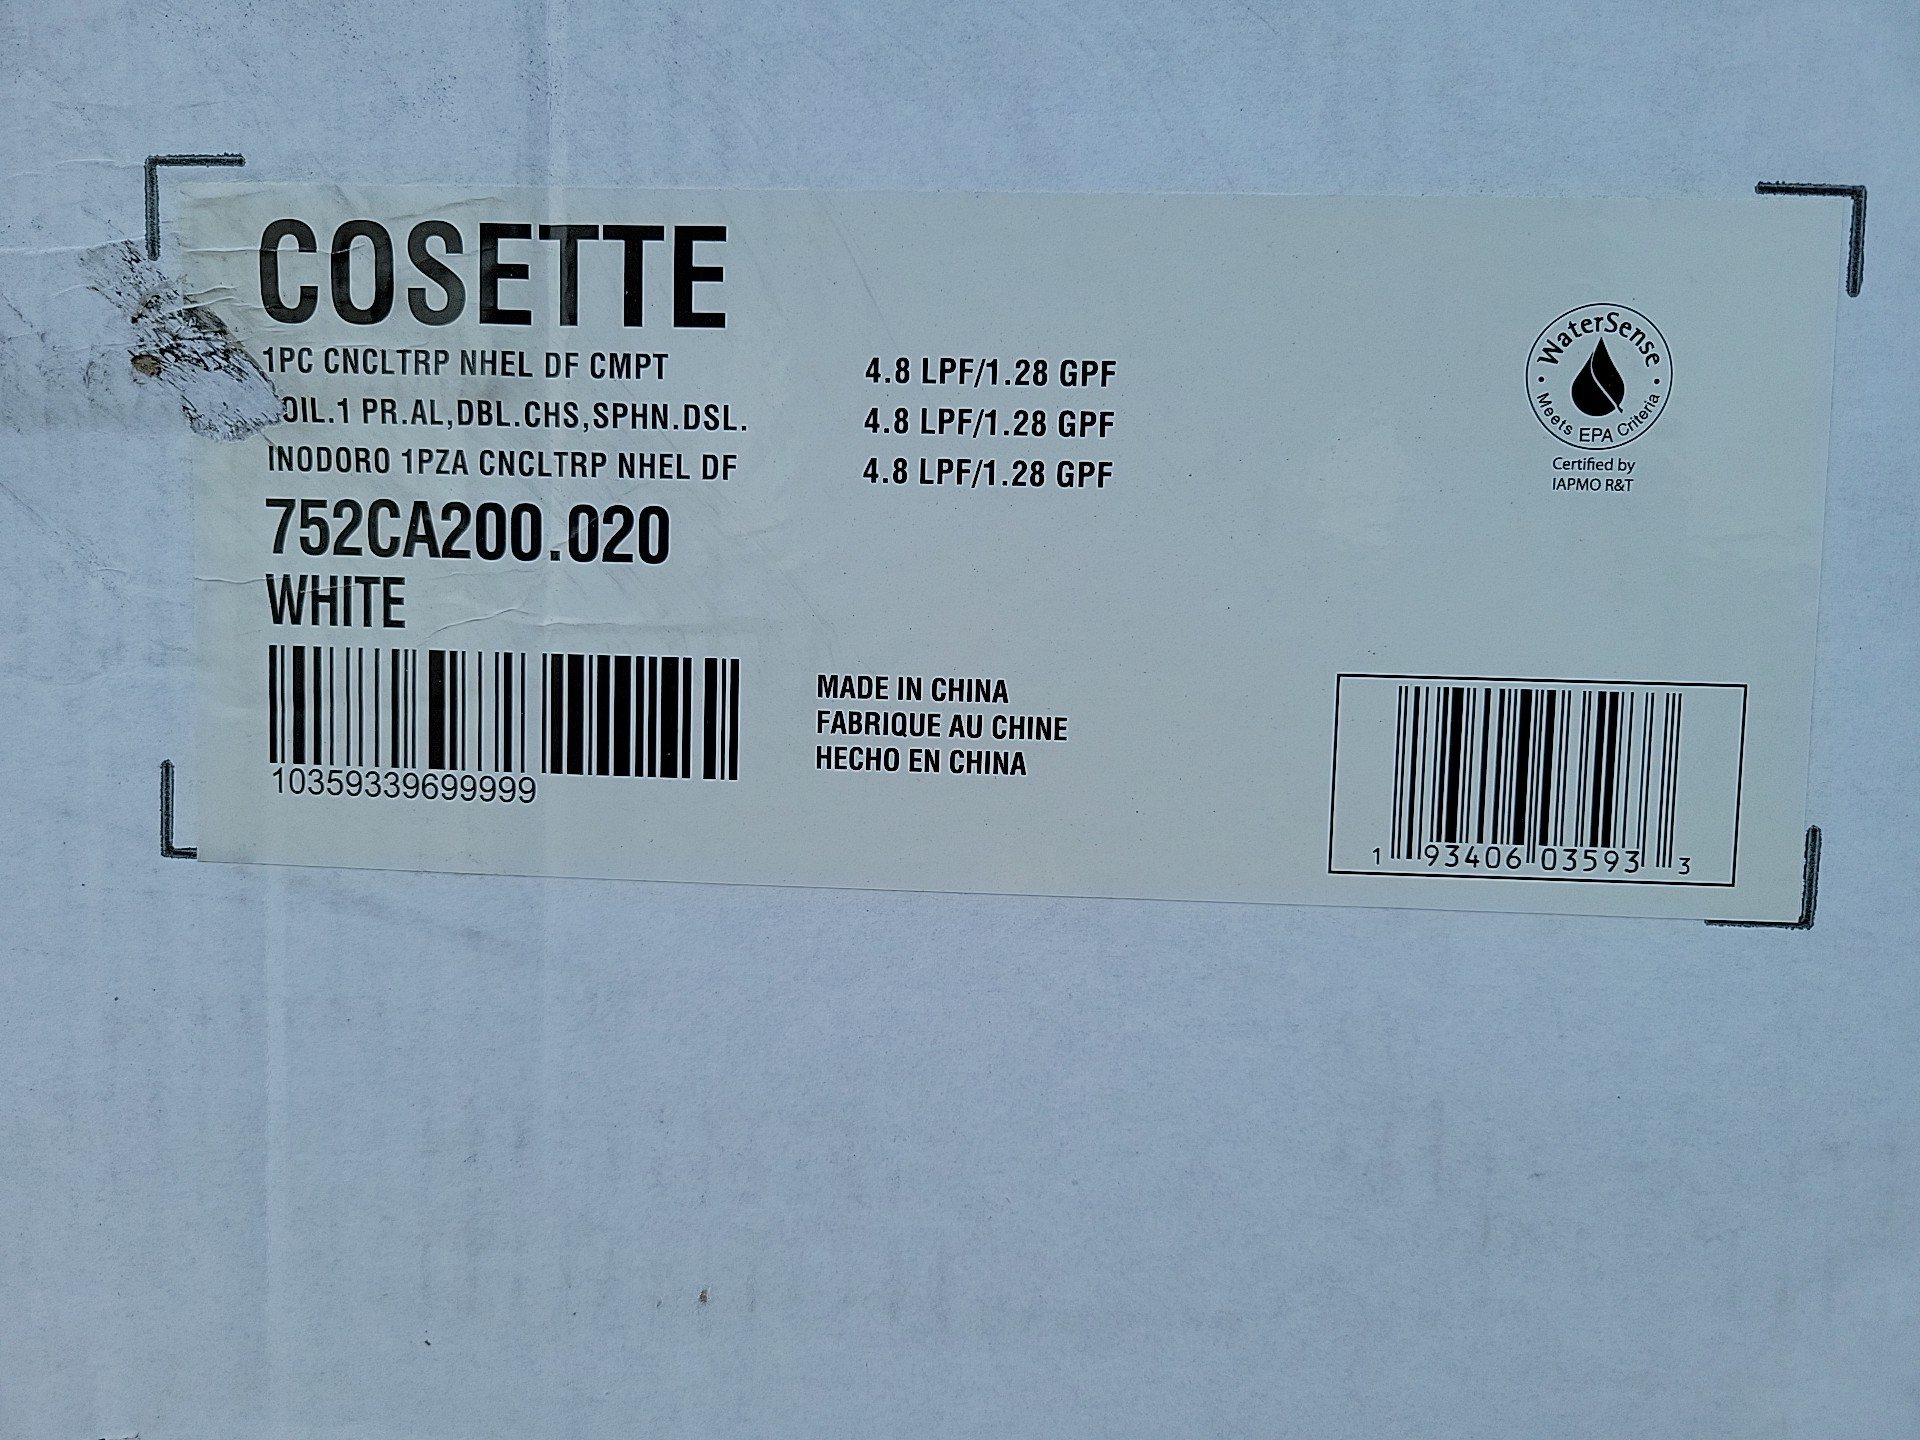 COSETTE
1PC CNCLTRP NHEL DF CMPT 4.8 LPF/1.28 GPF
OIL.1 PR.AL,DBL.CHS,SPHN.DSL. 4.8 LPF/1.28 GPF
INODORO 1PZA CNCLTRP NHEL DF 4.8 LPF/1.28 GPF
752CA200.020
WHITE
10359339699999
MADE IN CHINA
FABRIQUE AU CHINE
HECHO EN CHINA
WaterSense
Meets EPA Criteria
Certified by
IAPMO R&T
1 93406 03593 3